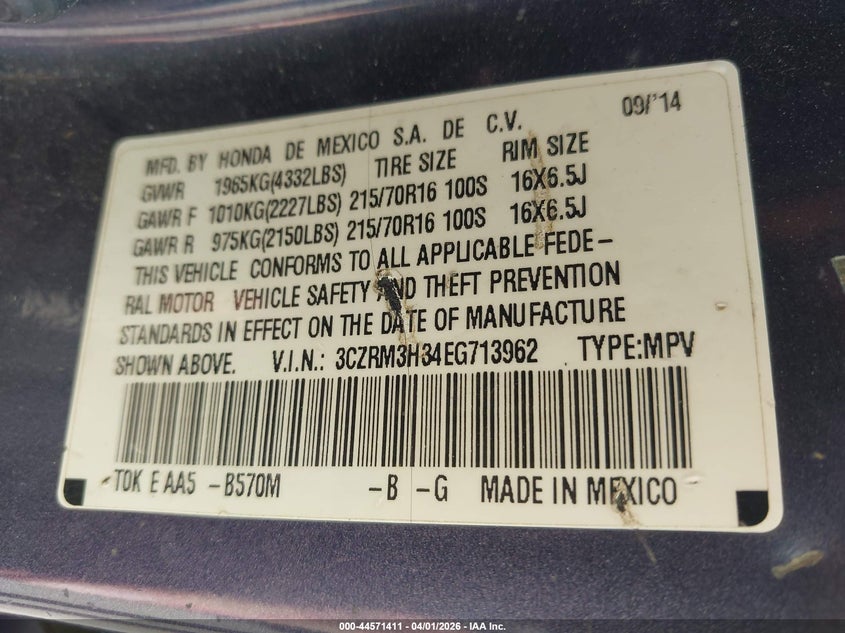 09/'14
MFD. BY HONDA DE MEXICO S.A. DE C.V.
GVWR 1965KG(4332LBS) TIRE SIZE RIM SIZE
GAWR F 1010KG(2227LBS) 215/70R16 100S 16X6.5J
GAWR R 975KG(2150LBS) 215/70R16 100S 16X6.5J
THIS VEHICLE CONFORMS TO ALL APPLICABLE FEDE-
RAL MOTOR VEHICLE SAFETY AND THEFT PREVENTION
STANDARDS IN EFFECT ON THE DATE OF MANUFACTURE
SHOWN ABOVE. V.I.N.: 3CZRM3H34EG713962 TYPE:MPV
TOK E AA5 -B570M -B -G MADE IN MEXICO
000-44571411 - 04/01/2026 - IAA Inc.